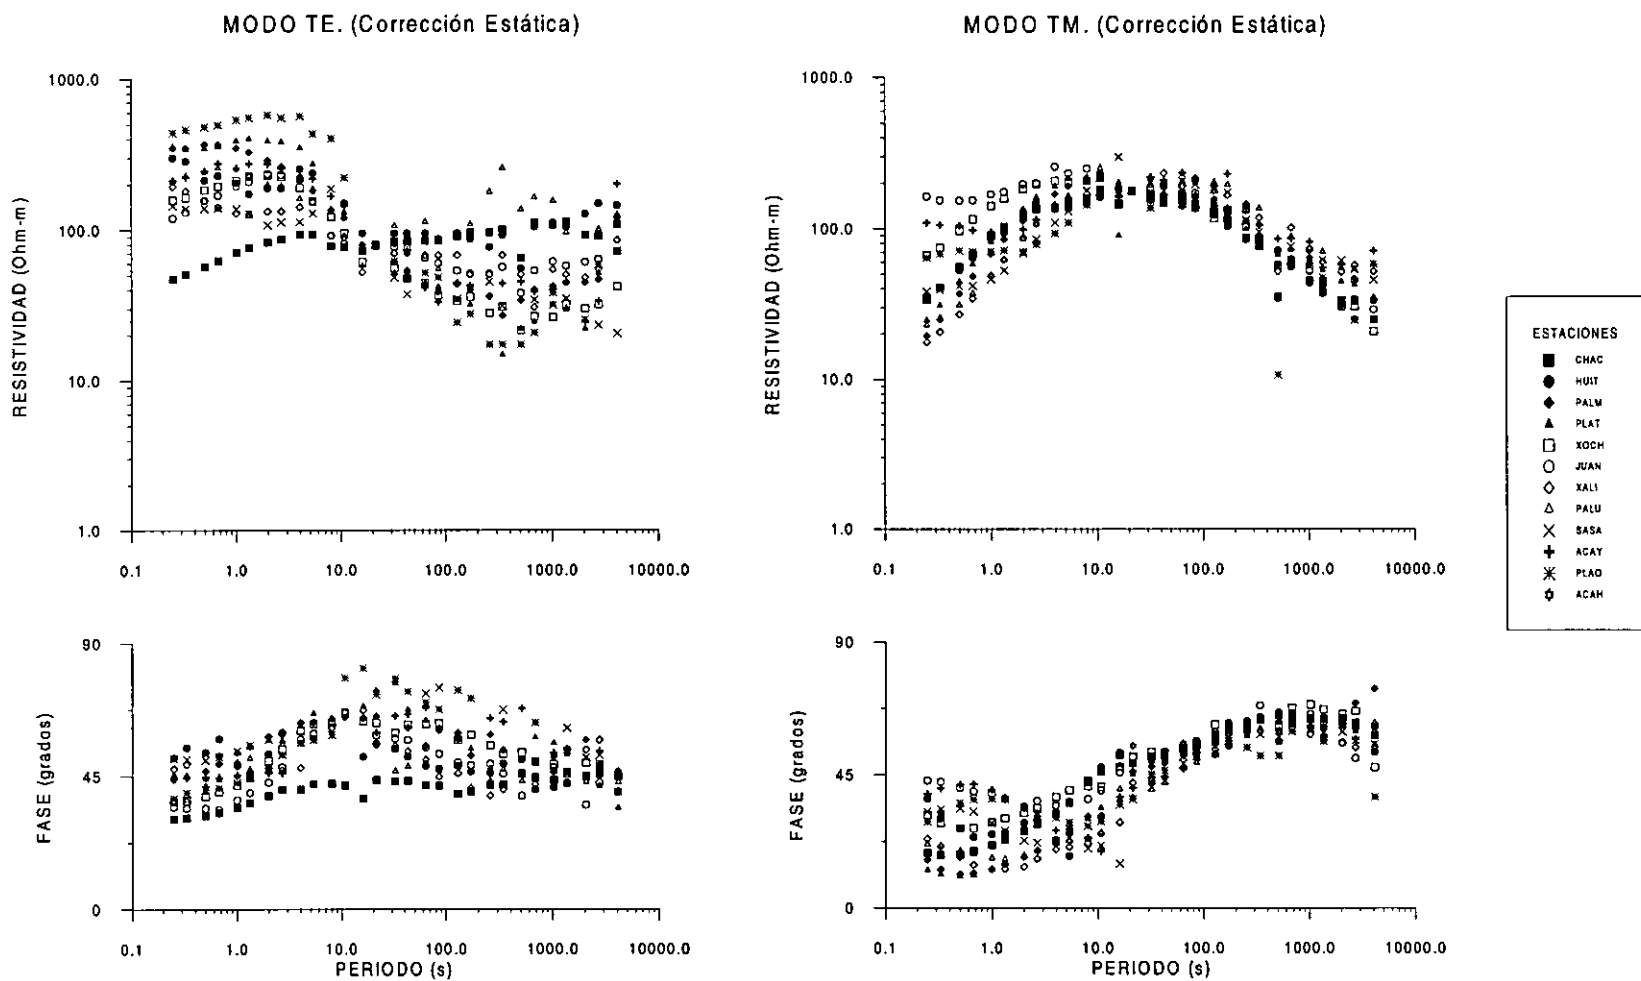 MODO TE. (Corrección Estática)
1000.0
100.0
10.0
1.0
RESISTIVIDAD (Ohm-m)
0.1 1.0 10.0 100.0 1000.0 10000.0
90
45
0
FASE (grados)
0.1 1.0 10.0 100.0 1000.0 10000.0
PERIODO (s)
MODO TM. (Corrección Estática)
1000.0
100.0
10.0
1.0
RESISTIVIDAD (Ohm-m)
0.1 1.0 10.0 100.0 1000.0 10000.0
90
45
0
FASE (grados)
0.1 1.0 10.0 100.0 1000.0 10000.0
PERIODO (s)
ESTACIONES
CHAC
HUIT
PALM
PLAT
XOCH
JUAN
XALI
PALU
SASA
ACAY
PLAO
ACAH